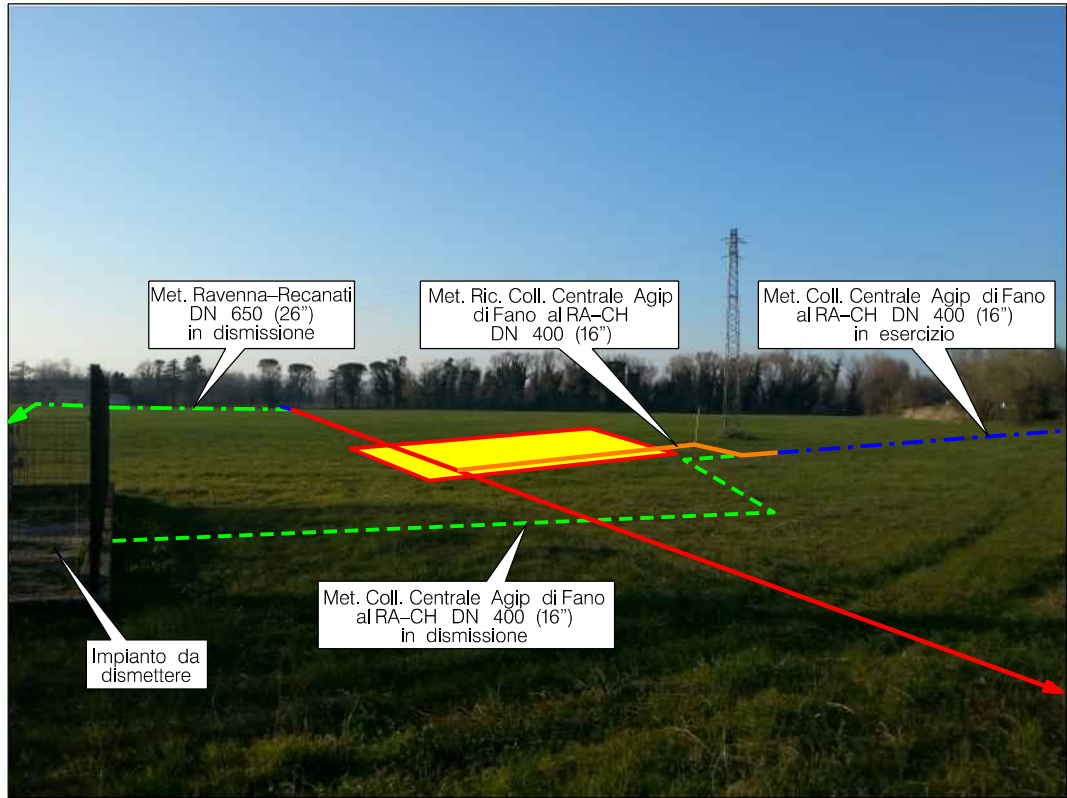 Met. Ravenna–Recanati
DN 650 (26”)
in dismissione
Met. Ric. Coll. Centrale Agip
di Fano al RA–CH
DN 400 (16”)
Met. Coll. Centrale Agip di Fano
al RA–CH DN 400 (16”)
in esercizio
Met. Coll. Centrale Agip di Fano
al RA–CH DN 400 (16”)
in dismissione
Impianto da
dismettere